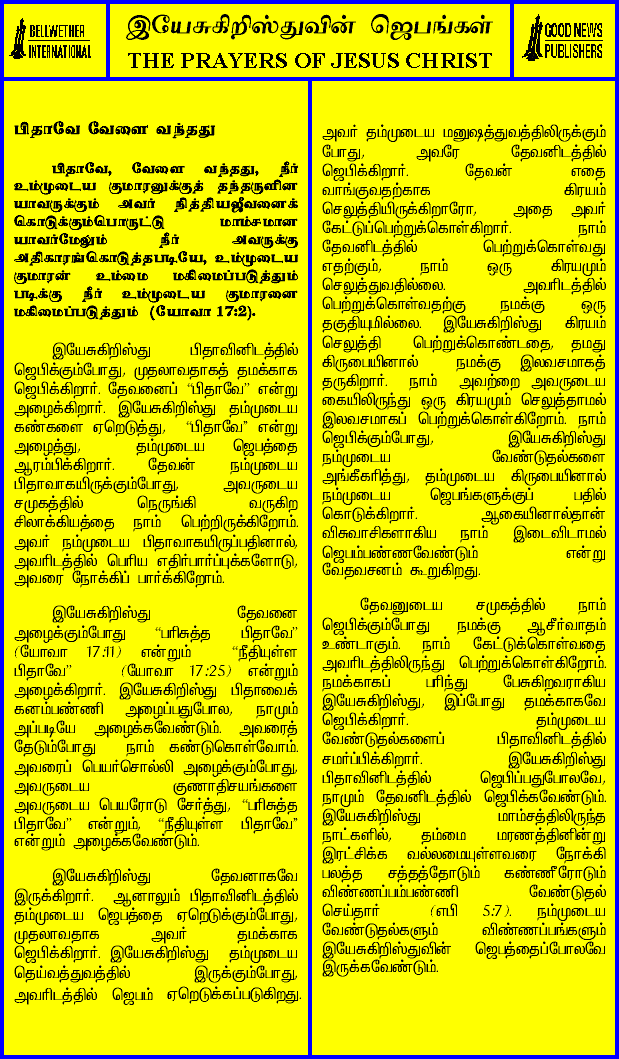 BELLWETHER
INTERNATIONAL
இயேசுகிறிஸ்துவின் ஜெபங்கள்
THE PRAYERS OF JESUS CHRIST
GOOD NEWS
PUBLISHERS
பிதாவே வேளை வந்தது
பிதாவே, வேளை வந்தது, நீர்
உம்முடைய குமாரனுக்குத் தந்தருளின
யாவருக்கும் அவர் நித்தியஜீவனைக்
கொடுக்கும்பொருட்டு மாம்சமான
யாவர்மேலும் நீர் அவருக்கு
அதிகாரங்கொடுத்தபடியே, உம்முடைய
குமாரன் உம்மை மகிமைப்படுத்தும்
படிக்கு நீர் உம்முடைய குமாரனை
மகிமைப்படுத்தும் (யோவா 17:2).
இயேசுகிறிஸ்து பிதாவினிடத்தில்
ஜெபிக்கும்போது, முதலாவதாகத் தமக்காக
ஜெபிக்கிறார். தேவனைப் “பிதாவே” என்று
அழைக்கிறார். இயேசுகிறிஸ்து தம்முடைய
கண்களை ஏறெடுத்து, “பிதாவே” என்று
அழைத்து, தம்முடைய ஜெபத்தை
ஆரம்பிக்கிறார். தேவன் நம்முடைய
பிதாவாகயிருக்கும்போது, அவருடைய
சமுகத்தில் நெருங்கி வருகிற
சிலாக்கியத்தை நாம் பெற்றிருக்கிறோம்.
அவர் நம்முடைய பிதாவாகயிருப்பதினால்,
அவரிடத்தில் பெரிய எதிர்பார்ப்புக்களோடு,
அவரை நோக்கிப் பார்க்கிறோம்.
இயேசுகிறிஸ்து தேவனை
அழைக்கும்போது “பரிசுத்த பிதாவே”
(யோவா 17:11) என்றும் “நீதியுள்ள
பிதாவே” (யோவா 17:25) என்றும்
அழைக்கிறார். இயேசுகிறிஸ்து பிதாவைக்
கனம்பண்ணி அழைப்பதுபோல, நாமும்
அப்படியே அழைக்கவேண்டும். அவரைத்
தேடும்போது நாம் கண்டுகொள்வோம்.
அவரைப் பெயர்சொல்லி அழைக்கும்போது,
அவருடைய குணாதிசயங்களை
அவருடைய பெயரோடு சேர்த்து, “பரிசுத்த
பிதாவே” என்றும், “நீதியுள்ள பிதாவே”
என்றும் அழைக்கவேண்டும்.
இயேசுகிறிஸ்து தேவனாகவே
இருக்கிறார். ஆனாலும் பிதாவினிடத்தில்
தம்முடைய ஜெபத்தை ஏறெடுக்கும்போது,
முதலாவதாக அவர் தமக்காக
ஜெபிக்கிறார். இயேசுகிறிஸ்து தம்முடைய
தெய்வத்துவத்தில் இருக்கும்போது,
அவரிடத்தில் ஜெபம் ஏறெடுக்கப்படுகிறது.
அவர் தம்முடைய மனுஷத்துவத்திலிருக்கும்
போது, அவரே தேவனிடத்தில்
ஜெபிக்கிறார். தேவன் எதை
வாங்குவதற்காக கிரயம்
செலுத்தியிருக்கிறாரோ, அதை அவர்
கேட்டுப்பெற்றுக்கொள்கிறார். நாம்
தேவனிடத்தில் பெற்றுக்கொள்வது
எதற்கும், நாம் ஒரு கிரயமும்
செலுத்துவதில்லை. அவரிடத்தில்
பெற்றுக்கொள்வதற்கு நமக்கு ஒரு
தகுதியுமில்லை. இயேசுகிறிஸ்து கிரயம்
செலுத்தி பெற்றுக்கொண்டதை, தமது
கிருபையினால் நமக்கு இலவசமாகத்
தருகிறார். நாம் அவற்றை அவருடைய
கையிலிருந்து ஒரு கிரயமும் செலுத்தாமல்
இலவசமாகப் பெற்றுக்கொள்கிறோம். நாம்
ஜெபிக்கும்போது, இயேசுகிறிஸ்து
நம்முடைய வேண்டுதல்களை
அங்கீகரித்து, தம்முடைய கிருபையினால்
நம்முடைய ஜெபங்களுக்குப் பதில்
கொடுக்கிறார். ஆகையினால்தான்
விசுவாசிகளாகிய நாம் இடைவிடாமல்
ஜெபம்பண்ணவேண்டும் என்று
வேதவசனம் கூறுகிறது.
தேவனுடைய சமுகத்தில் நாம்
ஜெபிக்கும்போது நமக்கு ஆசீர்வாதம்
உண்டாகும். நாம் கேட்டுக்கொள்வதை
அவரிடத்திலிருந்து பெற்றுக்கொள்கிறோம்.
நமக்காகப் பரிந்து பேசுகிறவராகிய
இயேசுகிறிஸ்து, இப்போது தமக்காகவே
ஜெபிக்கிறார். தம்முடைய
வேண்டுதல்களைப் பிதாவினிடத்தில்
சமர்ப்பிக்கிறார். இயேசுகிறிஸ்து
பிதாவினிடத்தில் ஜெபிப்பதுபோலவே,
நாமும் தேவனிடத்தில் ஜெபிக்கவேண்டும்.
இயேசுகிறிஸ்து மாம்சத்திலிருந்த
நாட்களில், தம்மை மரணத்தினின்று
இரட்சிக்க வல்லமையுள்ளவரை நோக்கி
பலத்த சத்தத்தோடும் கண்ணீரோடும்
விண்ணப்பம்பண்ணி வேண்டுதல்
செய்தார் (எபி 5:7). நம்முடைய
வேண்டுதல்களும் விண்ணப்பங்களும்
இயேசுகிறிஸ்துவின் ஜெபத்தைப்போலவே
இருக்கவேண்டும்.